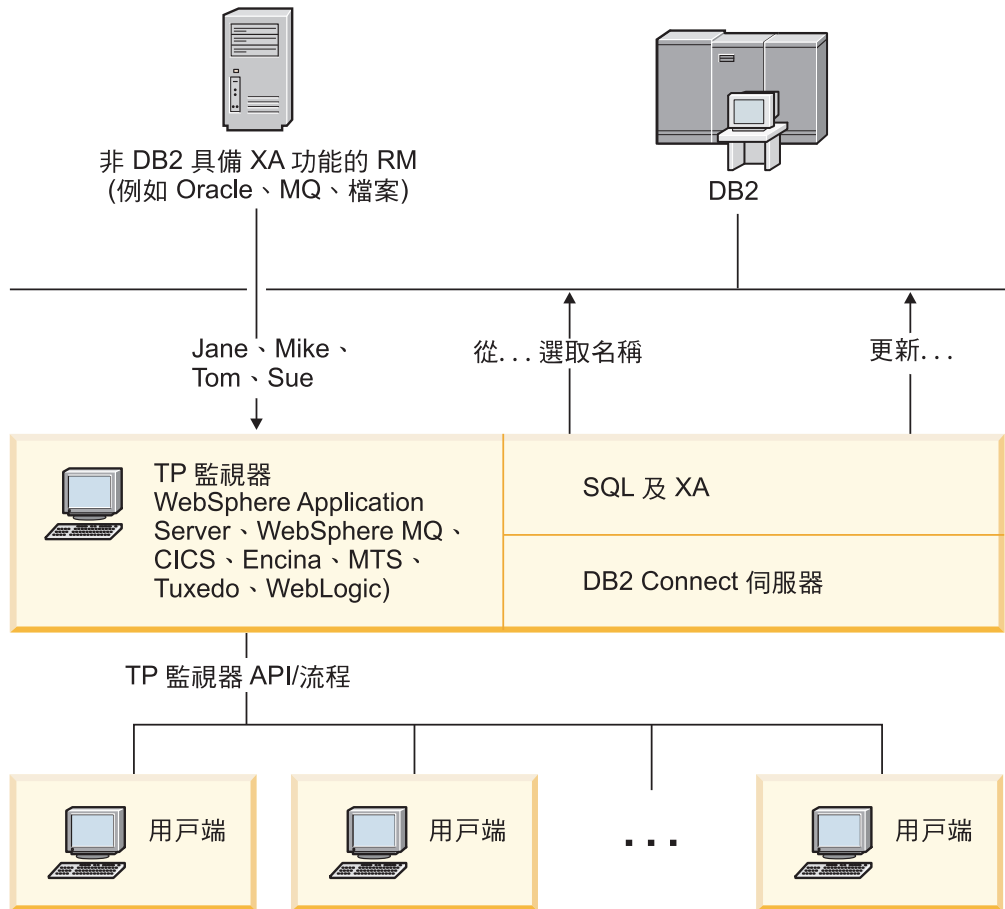 非 DB2 具備 XA 功能的 RM
(例如 Oracle、MQ、檔案)
DB2
Jane、Mike、
Tom、Sue
從. . . 選取名稱
更新. . .
TP 監視器
WebSphere Application
Server、WebSphere MQ、
CICS、Encina、MTS、
Tuxedo、WebLogic)
SQL 及 XA
DB2 Connect 伺服器
TP 監視器 API/流程
用戶端
用戶端
. . .
用戶端